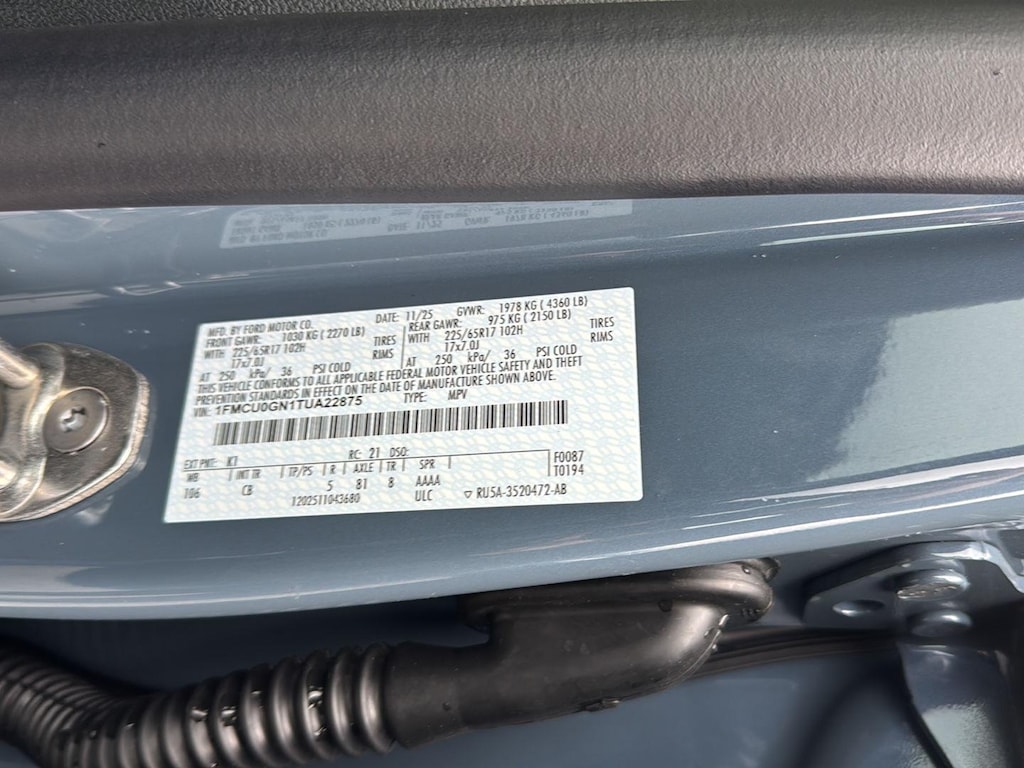 MFD. BY FORD MOTOR CO. DATE: 11/25 GVWR: 1978 KG ( 4360 LB)
FRONT GAWR: 1030 KG ( 2270 LB) REAR GAWR: 975 KG ( 2150 LB)
WITH 225/65R17 102H TIRES WITH 225/65R17 102H TIRES
17x7.0J RIMS 17x7.0J RIMS
AT 250 kPa/ 36 PSI COLD AT 250 kPa/ 36 PSI COLD
THIS VEHICLE CONFORMS TO ALL APPLICABLE FEDERAL MOTOR VEHICLE SAFETY AND THEFT
PREVENTION STANDARDS IN EFFECT ON THE DATE OF MANUFACTURE SHOWN ABOVE.
VIN: 1FMCU0GN1TUA22875 TYPE: MPV
EXT PNT: K1 RC: 21 DSO: F0087
WB INT TR TP/PS R AXLE TR SPR T0194
106 CB 5 81 8 AAAA
1202511043680 ULC RU5A-3520472-AB